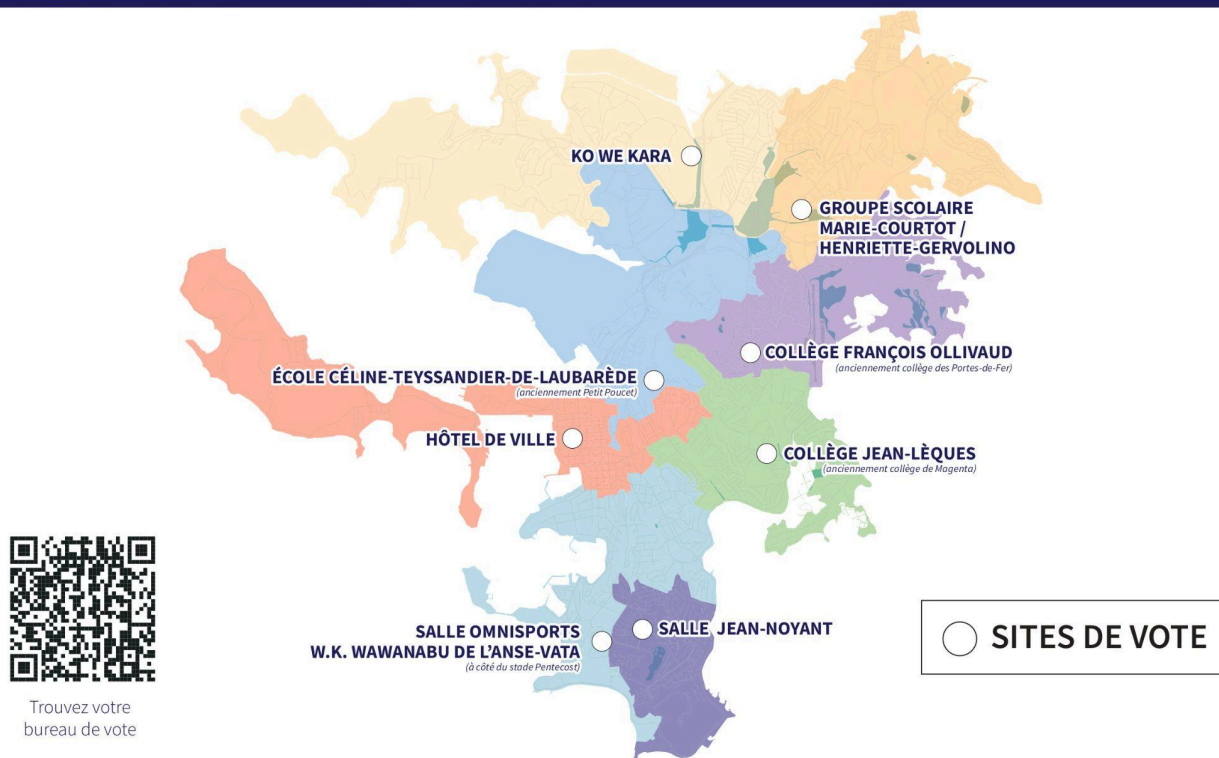 KO WE KARA
GROUPE SCOLAIRE
MARIE-COURTOT /
HENRIETTE-GERVOLINO
COLLÈGE FRANÇOIS OLLIVAUD
(anciennement collège des Portes-de-Fer)
ÉCOLE CÉLINE-TEYSSANDIER-DE-LAUBARÈDE
(anciennement Petit Poucet)
HÔTEL DE VILLE
COLLÈGE JEAN-LÈQUES
(anciennement collège de Magenta)
SALLE OMNISPORTS
W.K. WAWANABU DE L'ANSE-VATA
(à côté du stade Pentecost)
SALLE JEAN-NOYANT
SITES DE VOTE
Trouvez votre
bureau de vote